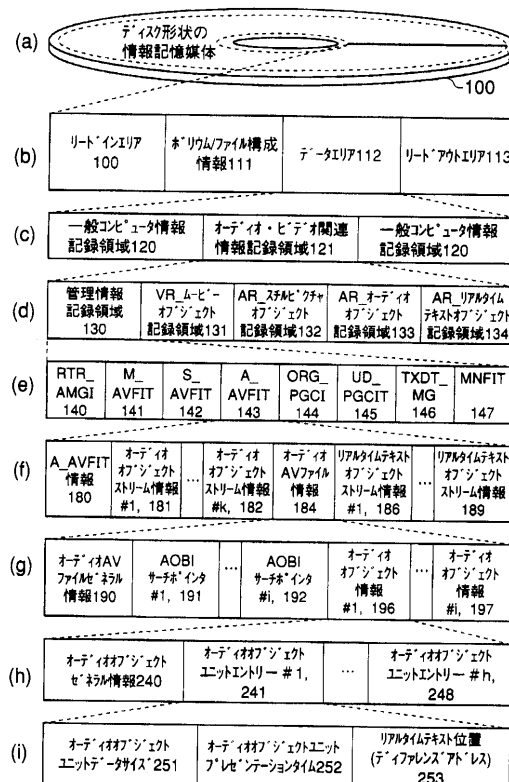 (a)
ディスク形状の
情報記憶媒体
100
(b)
リードインエリア
100
ボリウム/ファイル構成
情報111
データエリア112
リードアウトエリア113
(c)
一般コンピュータ情報
記録領域120
オーディオ・ビデオ関連
情報記録領域121
一般コンピュータ情報
記録領域120
(d)
管理情報
記録領域
130
VR_ムービー
オブジェクト
記録領域131
AR_スチルピクチャ
オブジェクト
記録領域132
AR_オーディオ
オブジェクト
記録領域133
AR_リアルタイム
テキストオブジェクト
記録領域134
(e)
RTR_
AMGI
140
M_
AVFIT
141
S_
AVFIT
142
A_
AVFIT
143
ORG_
PGCI
144
UD_
PGCIT
145
TXDT_
MG
146
MNFIT
147
(f)
A_AVFIT
情報
180
オーディオ
オブジェクト
ストリーム情報
#1, 181
…
オーディオ
オブジェクト
ストリーム情報
#k, 182
オーディオ
AVファイル
情報
184
リアルタイムテキスト
オブジェクト
ストリーム情報
#1, 186
…
リアルタイムテキスト
オブジェクト
ストリーム情報
189
(g)
オーディオAV
ファイルゼネラル
情報190
AOBI
サーチポインタ
#1, 191
…
AOBI
サーチポインタ
#i, 192
オーディオ
オブジェクト
情報
#1, 196
…
オーディオ
オブジェクト
情報
#i, 197
(h)
オーディオオブジェクト
ゼネラル情報240
オーディオオブジェクト
ユニットエントリー #1,
241
…
オーディオオブジェクト
ユニットエントリー #h,
248
(i)
オーディオオブジェクト
ユニットデータサイズ251
オーディオオブジェクトユニット
プレゼンテーションタイム252
リアルタイムテキスト位置
(ディファレンスアドレス)
253